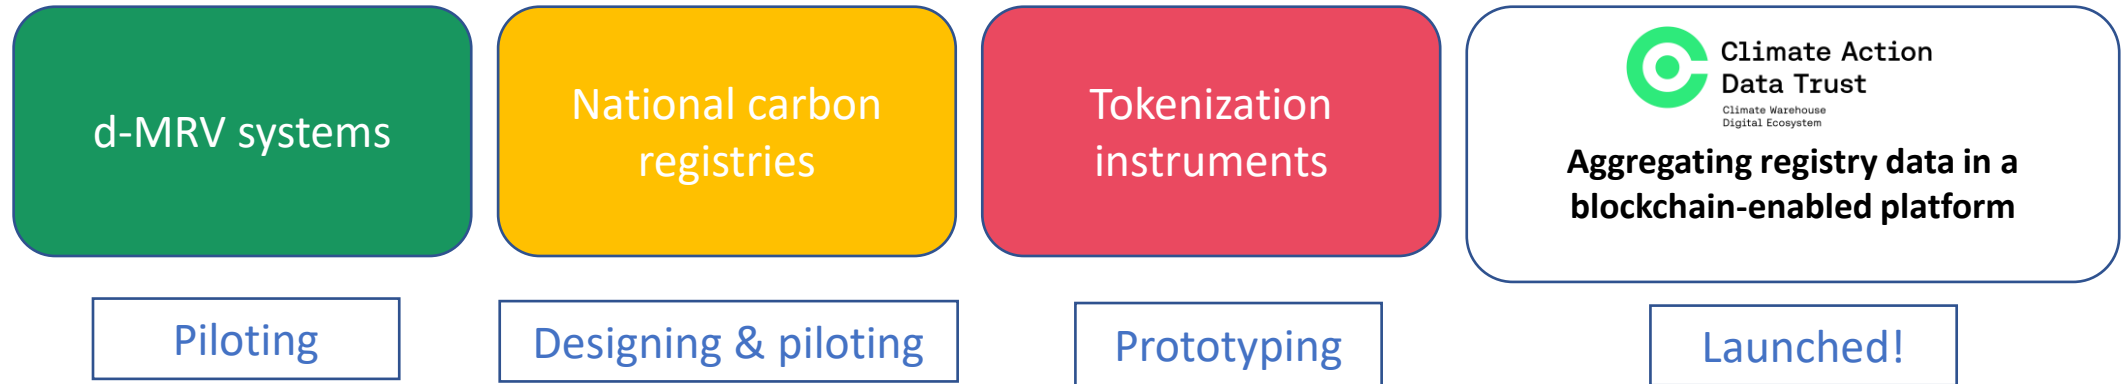 d-MRV systems
National carbon
registries
Tokenization
instruments
Climate Action
Data Trust
Climate Warehouse
Digital Ecosystem
Aggregating registry data in a
blockchain-enabled platform
Piloting
Designing & piloting
Prototyping
Launched!